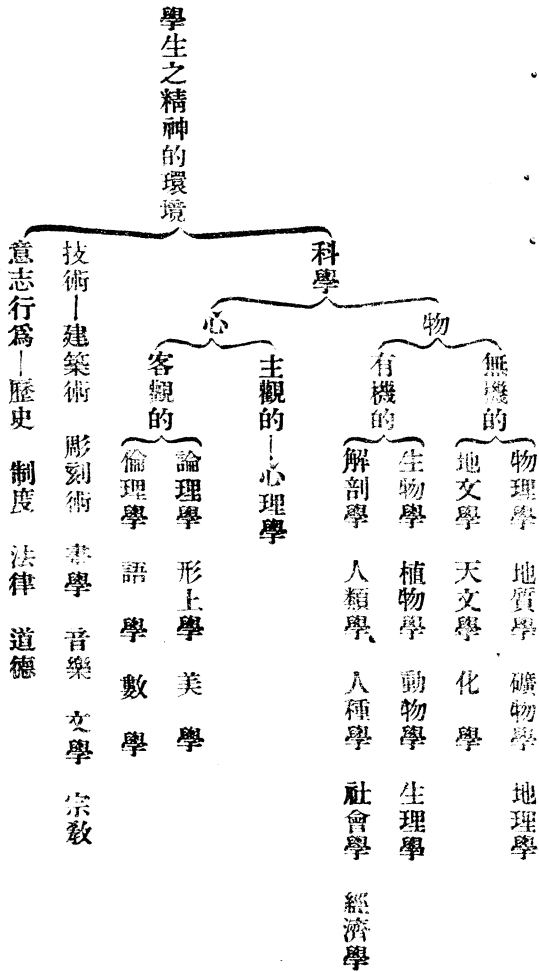 學生之精神的環境
科學
物
無機的
物理學 地質學 礦物學 地理學
地文學 天文學 化學
有機的
生物學 植物學 動物學 生理學
解剖學 人類學 人種學 社會學 經濟學
心
主觀的—心理學
客觀的
論理學 形上學 美學
倫理學 語學 數學
技術—建築術 彫刻術 畫學 音樂 文學 宗敎
意志行爲—歷史 制度 法律 道德